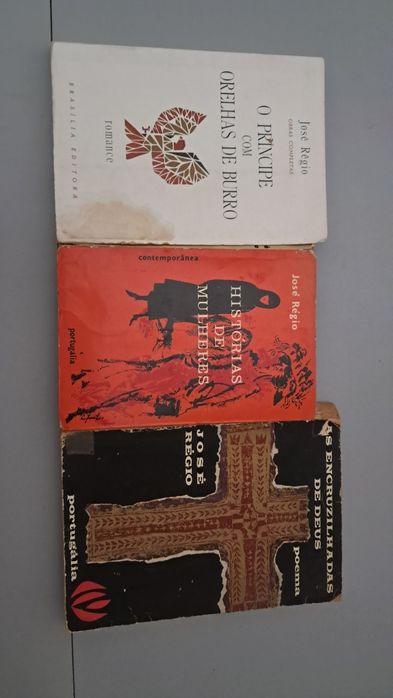 José Régio
OBRAS COMPLETAS
O PRÍNCIPE
COM
ORELHAS DE BURRO
romance
BRASÍLIA EDITORA
contemporânea
José Régio
HISTÓRIAS
DE
MULHERES
portugália
AS ENCRUZILHADAS
DE DEUS
poema
JOSÉ
RÉGIO
portugália